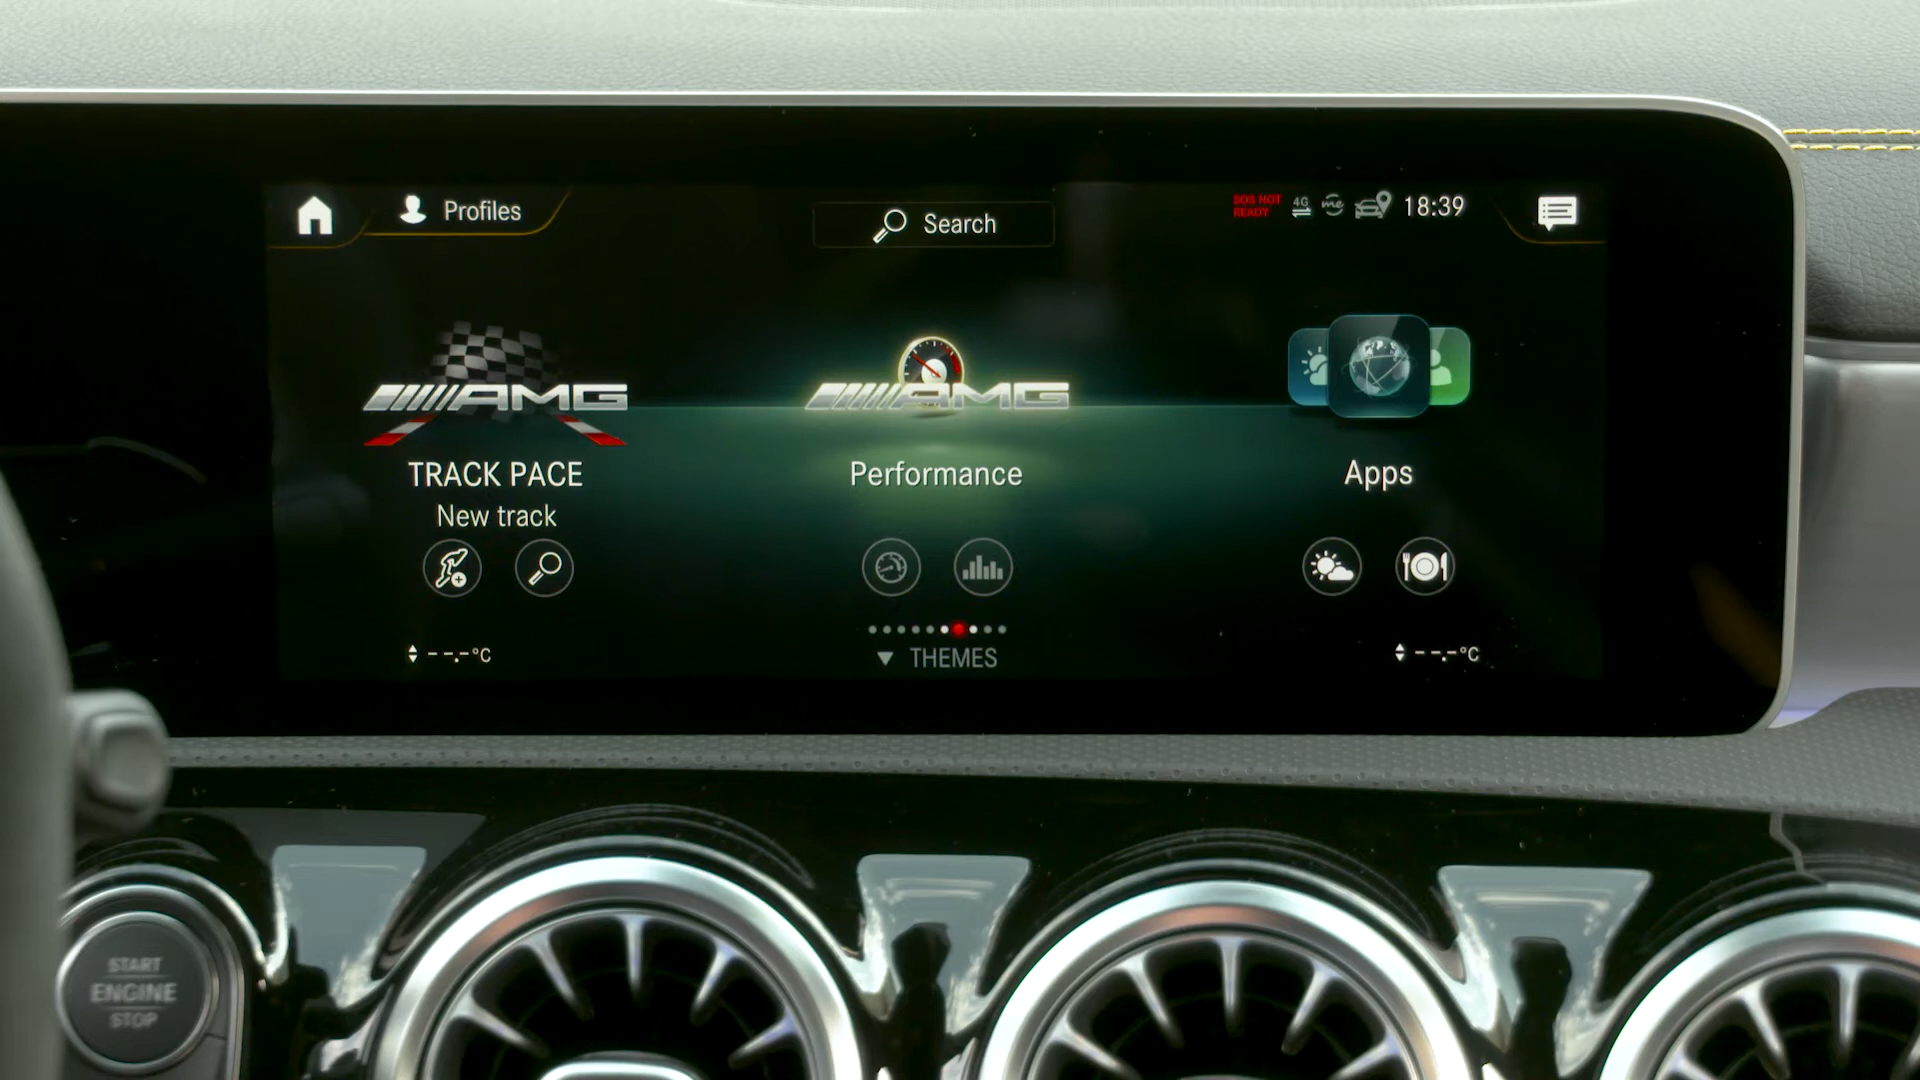 Profiles
Search
SOS NOT
READY
4G
me
18:39
AMG
TRACK PACE
New track
AMG
Performance
Apps
--.-°C
THEMES
--.-°C
START
ENGINE
STOP